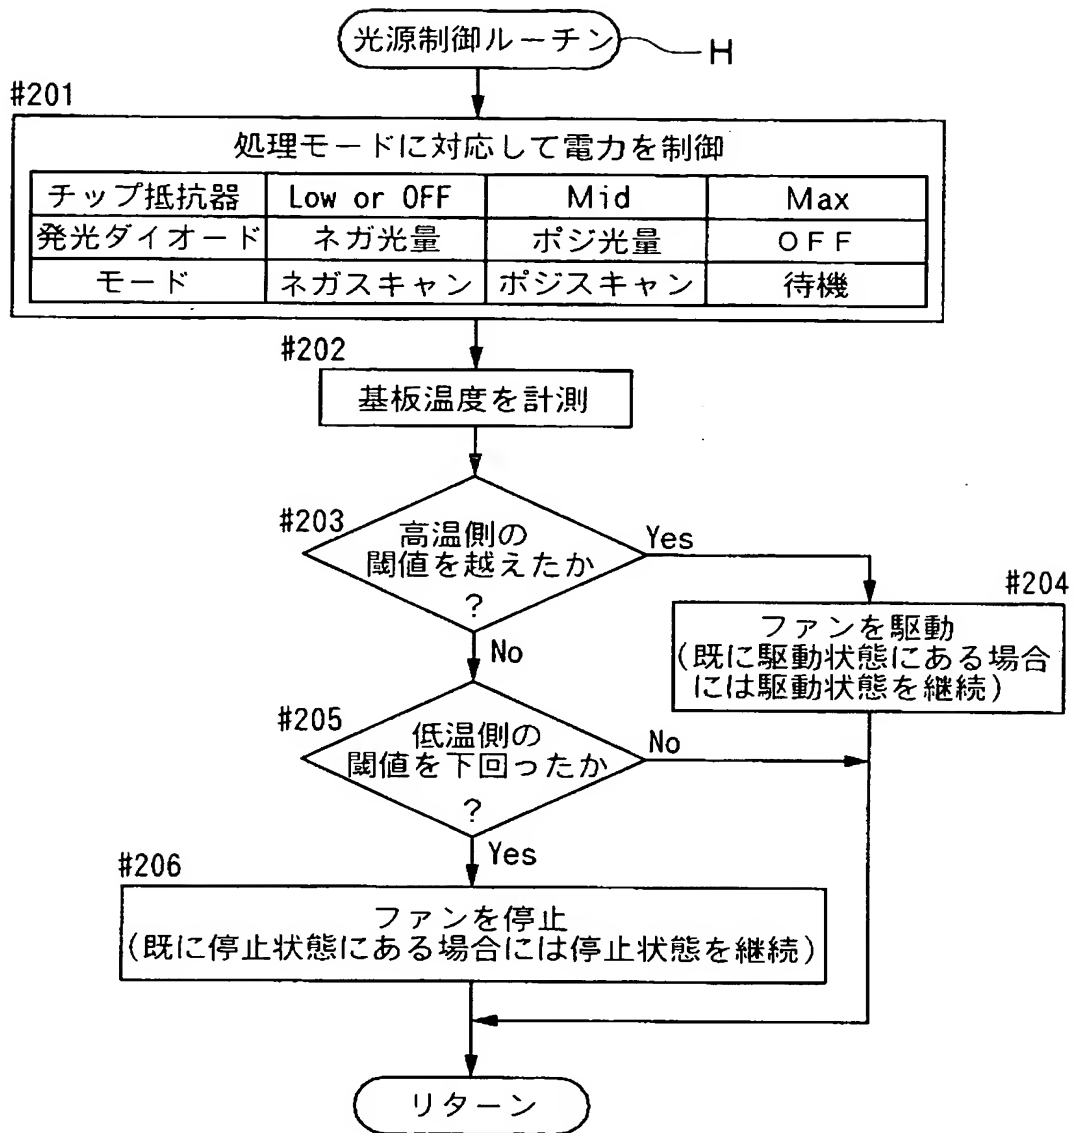 光源制御ルーチン
H
#201
処理モードに対応して電力を制御
チップ抵抗器 Low or OFF Mid Max
発光ダイオード ネガ光量 ポジ光量 OFF
モード ネガスキャン ポジスキャン 待機
#202
基板温度を計測
#203
高温側の
閾値を越えたか
?
Yes
No
#204
ファンを駆動
(既に駆動状態にある場合
には駆動状態を継続)
#205
低温側の
閾値を下回ったか
?
No
Yes
#206
ファンを停止
(既に停止状態にある場合には停止状態を継続)
リターン